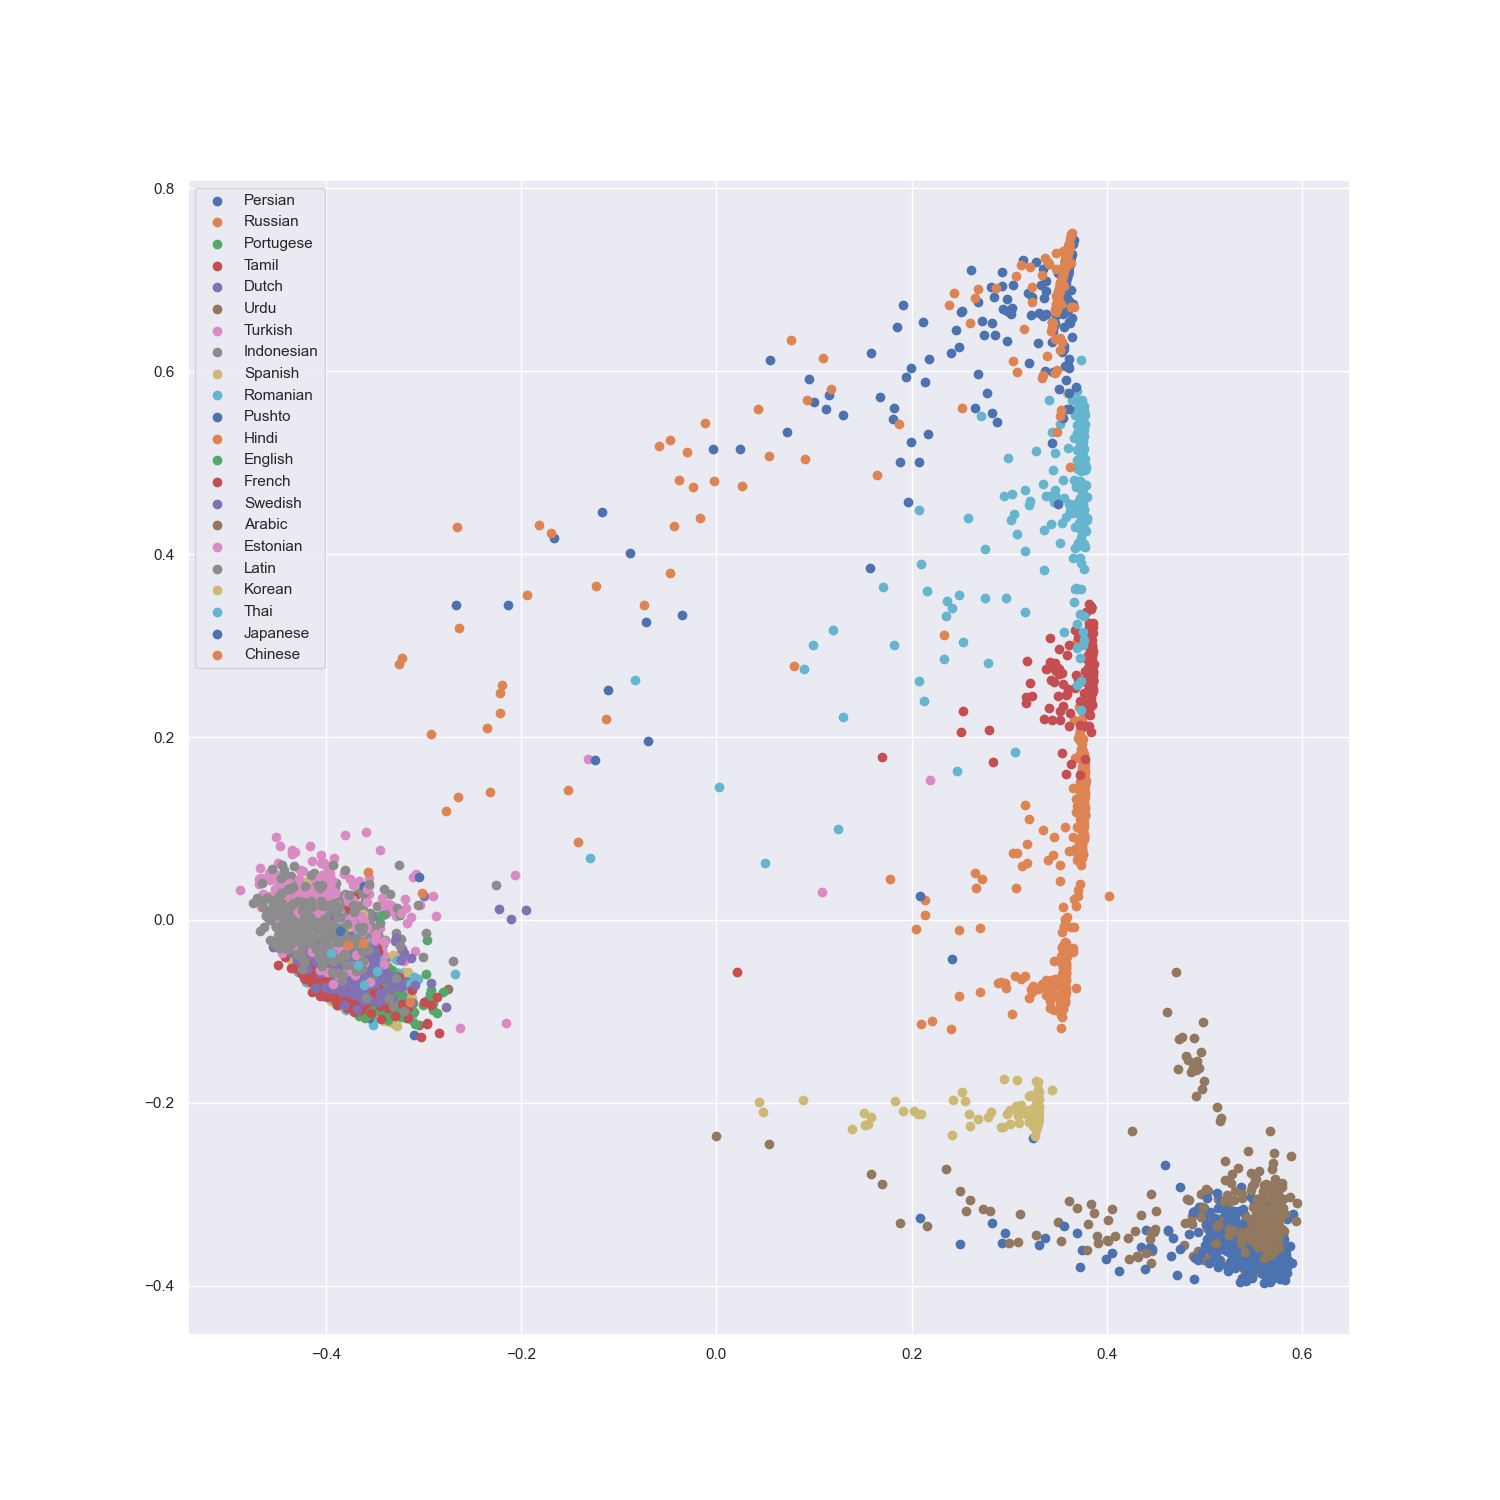 0.8
0.6
0.4
0.2
0.0
−0.2
−0.4
Persian
Russian
Portugese
Tamil
Dutch
Urdu
Turkish
Indonesian
Spanish
Romanian
Pushto
Hindi
English
French
Swedish
Arabic
Estonian
Latin
Korean
Thai
Japanese
Chinese
−0.4 −0.2 0.0 0.2 0.4 0.6